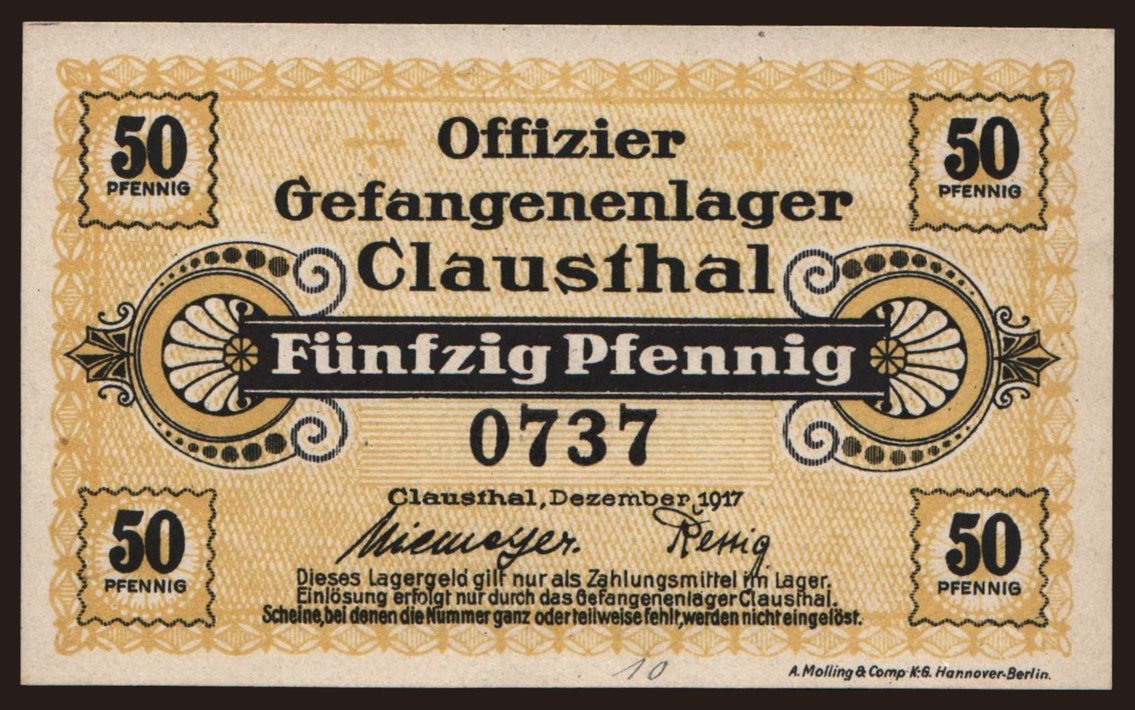 50
PFENNIG
50
PFENNIG
Offizier
Gefangenenlager
Clausthal
Fünfzig Pfennig
0737
Clausthal, Dezember 1917
Niemeyer.
50
PFENNIG
50
PFENNIG
Dieses Lagergeld gilt nur als Zahlungsmittel im Lager.
Einlösung erfolgt nur durch das Gefangenenlager Clausthal.
Scheine, bei denen die Nummer ganz oder teilweise fehlt, werden nicht eingelöst.
10
A. Molling & Comp K:G. Hannover-Berlin.